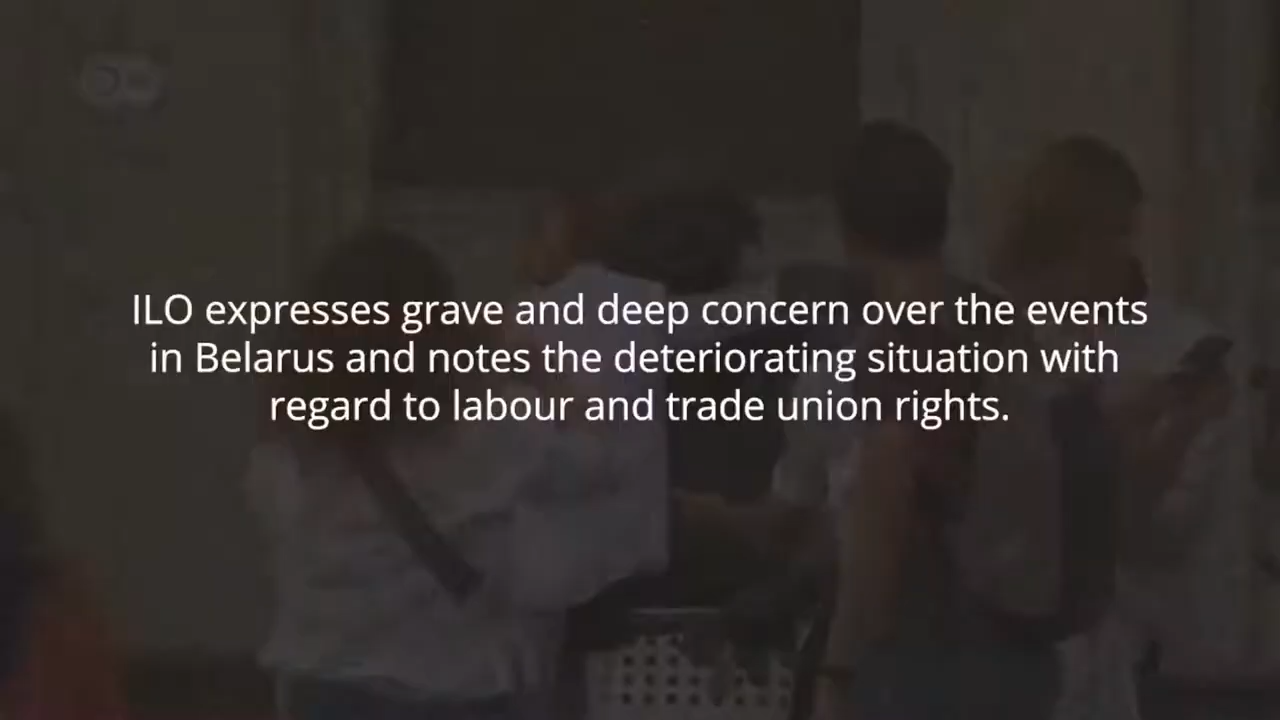 ILO expresses grave and deep concern over the events
in Belarus and notes the deteriorating situation with
regard to labour and trade union rights.